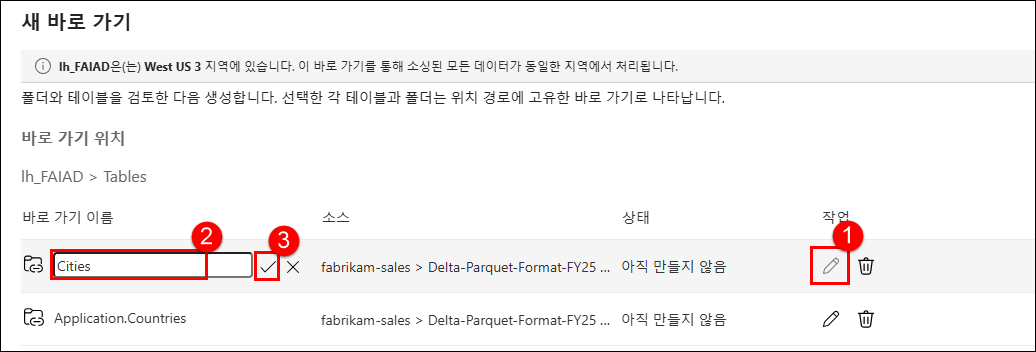 새 바로 가기
lh_FAIAD은(는) West US 3 지역에 있습니다. 이 바로 가기를 통해 소싱된 모든 데이터가 동일한 지역에서 처리됩니다.
폴더와 테이블을 검토한 다음 생성합니다. 선택한 각 테이블과 폴더는 위치 경로에 고유한 바로 가기로 나타납니다.
바로 가기 위치
lh_FAIAD > Tables
바로 가기 이름 소스 상태 작업
2 3 1
Cities fabrikam-sales > Delta-Parquet-Format-FY25 ... 아직 만들지 않음
Application.Countries fabrikam-sales > Delta-Parquet-Format-FY25 ... 아직 만들지 않음